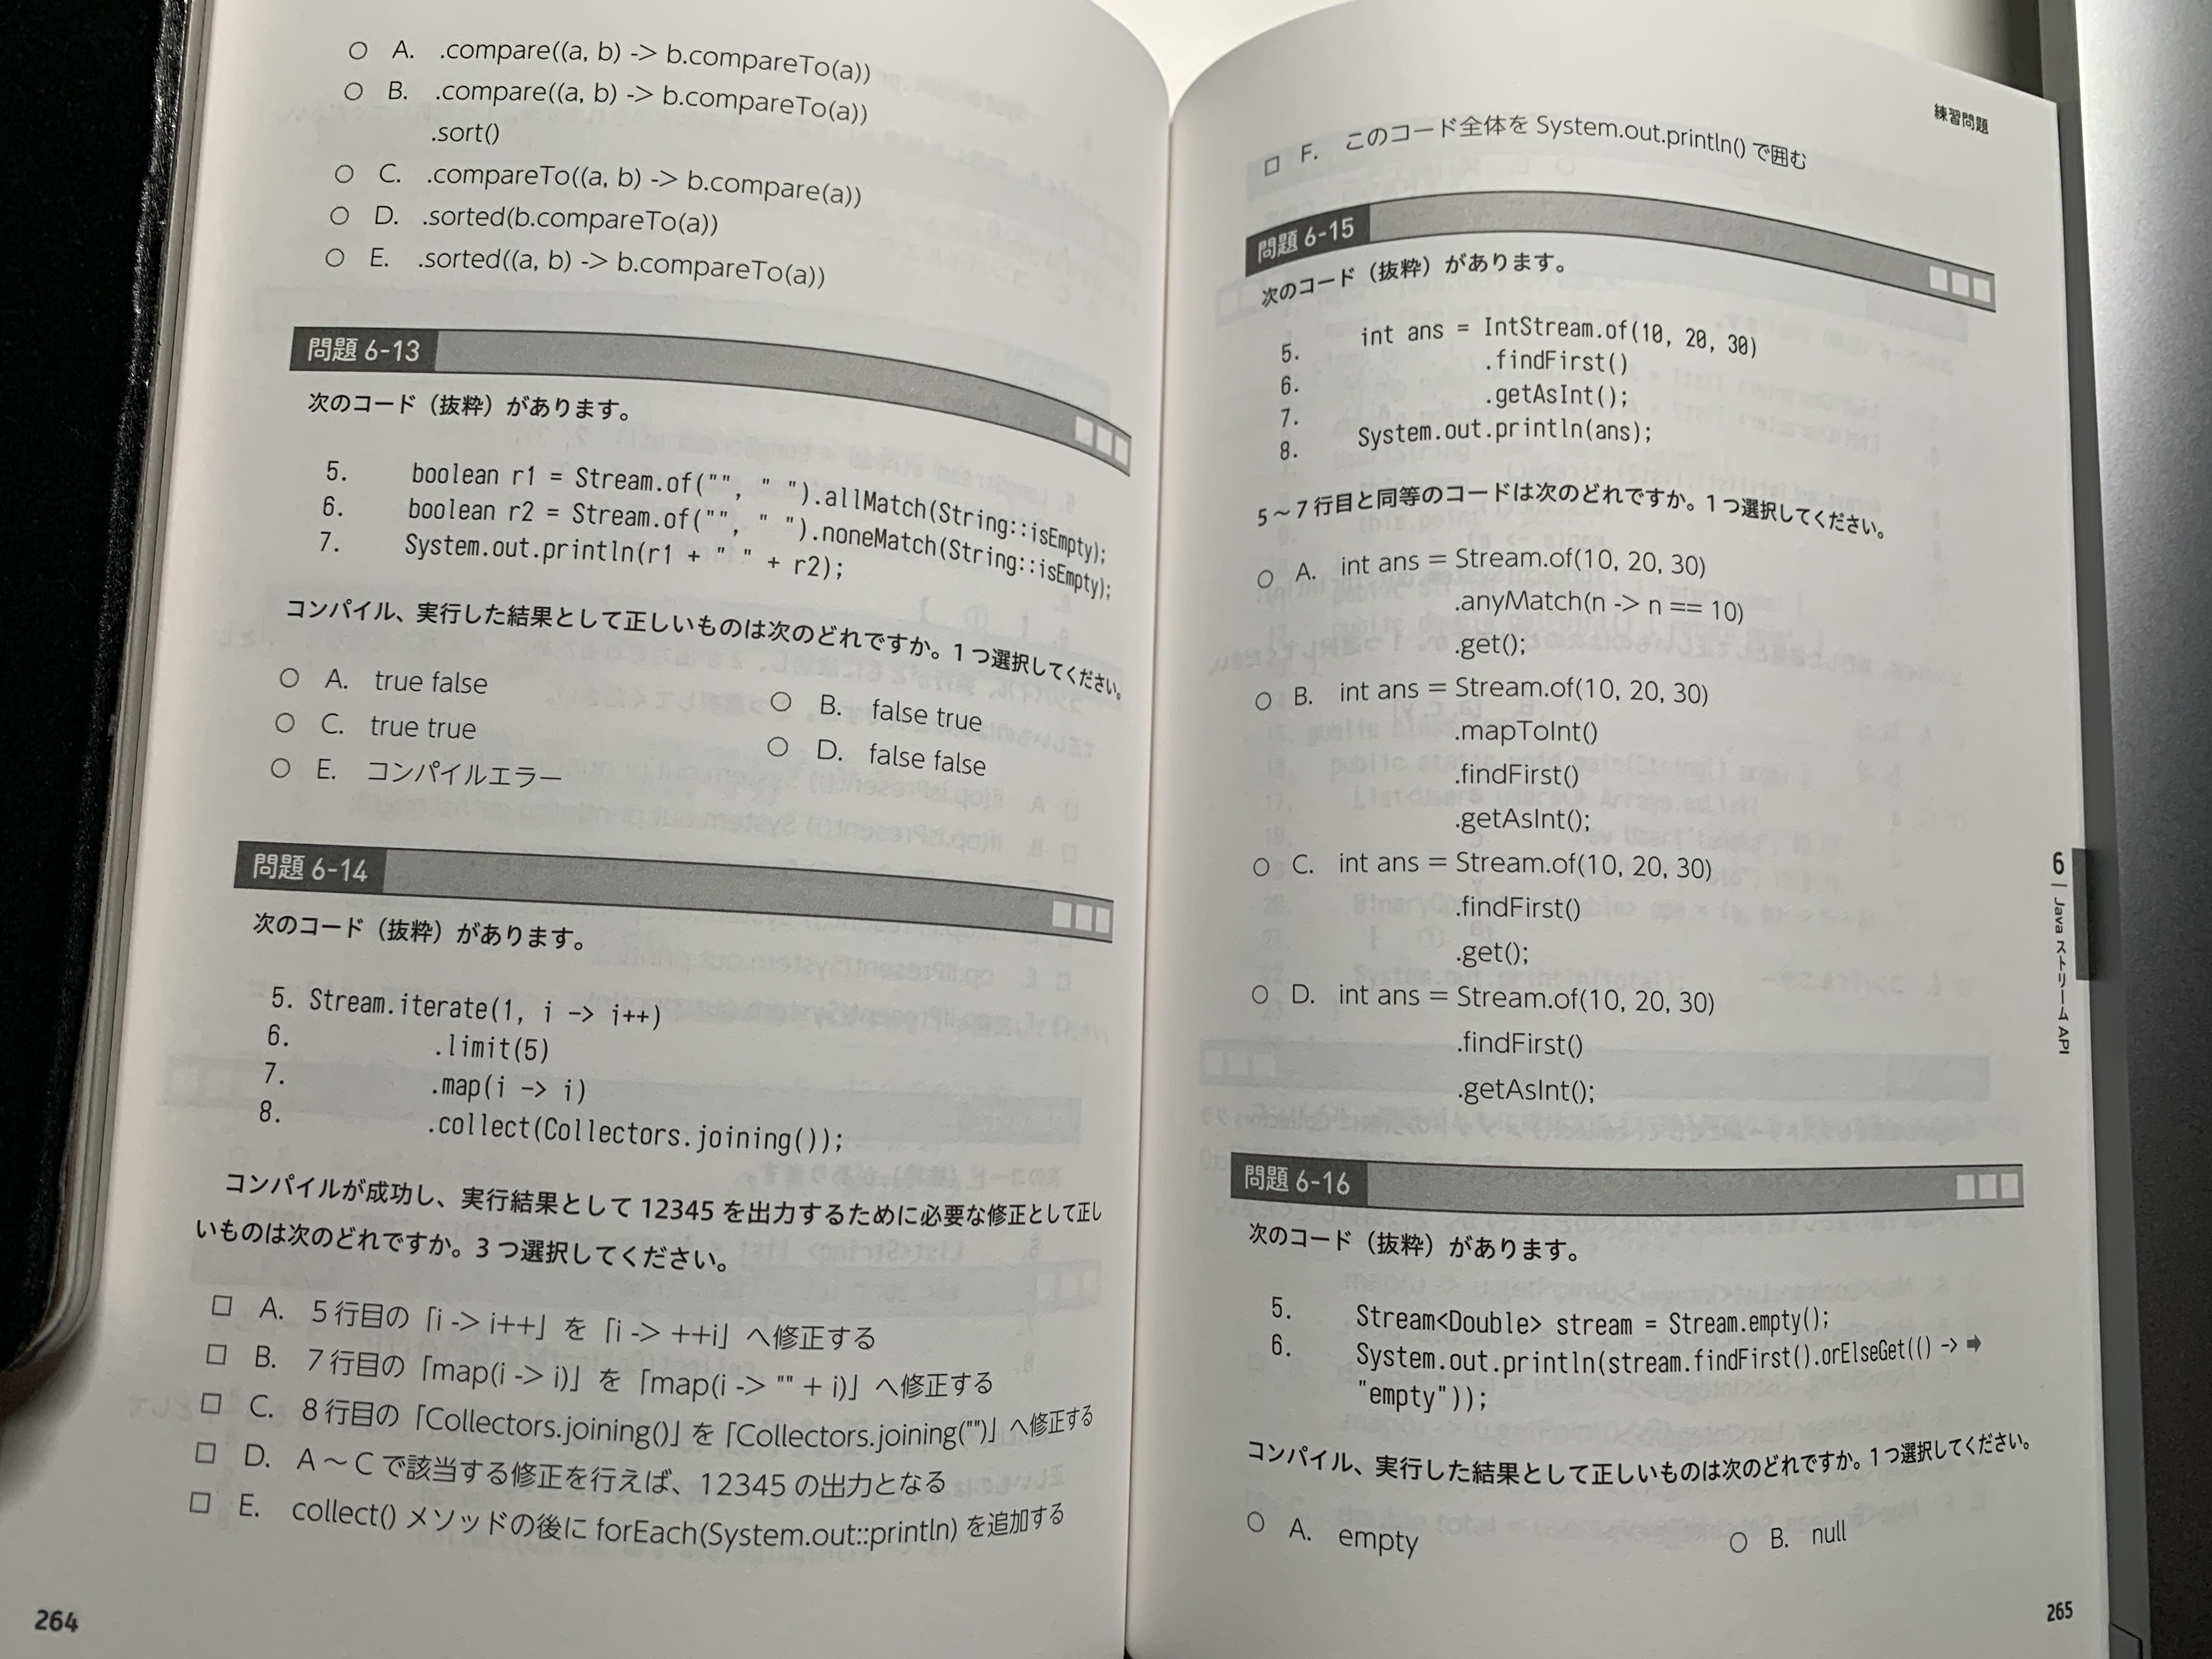 ○ A. .compare((a, b) -> b.compareTo(a))
○ B. .compare((a, b) -> b.compareTo(a))
.sort()
○ C. .compareTo((a, b) -> b.compare(a))
○ D. .sorted(b.compareTo(a))
○ E. .sorted((a, b) -> b.compareTo(a))
問題 6-13
次のコード（抜粋）があります。
5. boolean r1 = Stream.of("", " ").allMatch(String::isEmpty);
6. boolean r2 = Stream.of("", " ").noneMatch(String::isEmpty);
7. System.out.println(r1 + " " + r2);
コンパイル、実行した結果として正しいものは次のどれですか。1つ選択してください。
○ A. true false
○ B. false true
○ C. true true
○ D. false false
○ E. コンパイルエラー
問題 6-14
次のコード（抜粋）があります。
5. Stream.iterate(1, i -> i++)
6. .limit(5)
7. .map(i -> i)
8. .collect(Collectors.joining());
コンパイルが成功し、実行結果として 12345 を出力するために必要な修正として正し
いものは次のどれですか。3つ選択してください。
□ A. 5行目の「i -> i++」を「i -> ++i」へ修正する
□ B. 7行目の「map(i -> i)」を「map(i -> "" + i)」へ修正する
□ C. 8行目の「Collectors.joining()」を「Collectors.joining("")」へ修正する
□ D. A～Cで該当する修正を行えば、12345 の出力となる
□ E. collect() メソッドの後に forEach(System.out::println) を追加する
264
練習問題
□ F. このコード全体を System.out.println() で囲む
問題 6-15
次のコード（抜粋）があります。
5. int ans = IntStream.of(10, 20, 30)
6. .findFirst()
7. .getAsInt();
8. System.out.println(ans);
5～7行目と同等のコードは次のどれですか。1つ選択してください。
○ A. int ans = Stream.of(10, 20, 30)
.anyMatch(n -> n == 10)
.get();
○ B. int ans = Stream.of(10, 20, 30)
.mapToInt()
.findFirst()
.getAsInt();
○ C. int ans = Stream.of(10, 20, 30)
.findFirst()
.get();
○ D. int ans = Stream.of(10, 20, 30)
.findFirst()
.getAsInt();
6 | Java ストリーム API
問題 6-16
次のコード（抜粋）があります。
5. Stream<Double> stream = Stream.empty();
6. System.out.println(stream.findFirst().orElseGet(() -> ➡
"empty"));
コンパイル、実行した結果として正しいものは次のどれですか。1つ選択してください。
○ A. empty
○ B. null
265